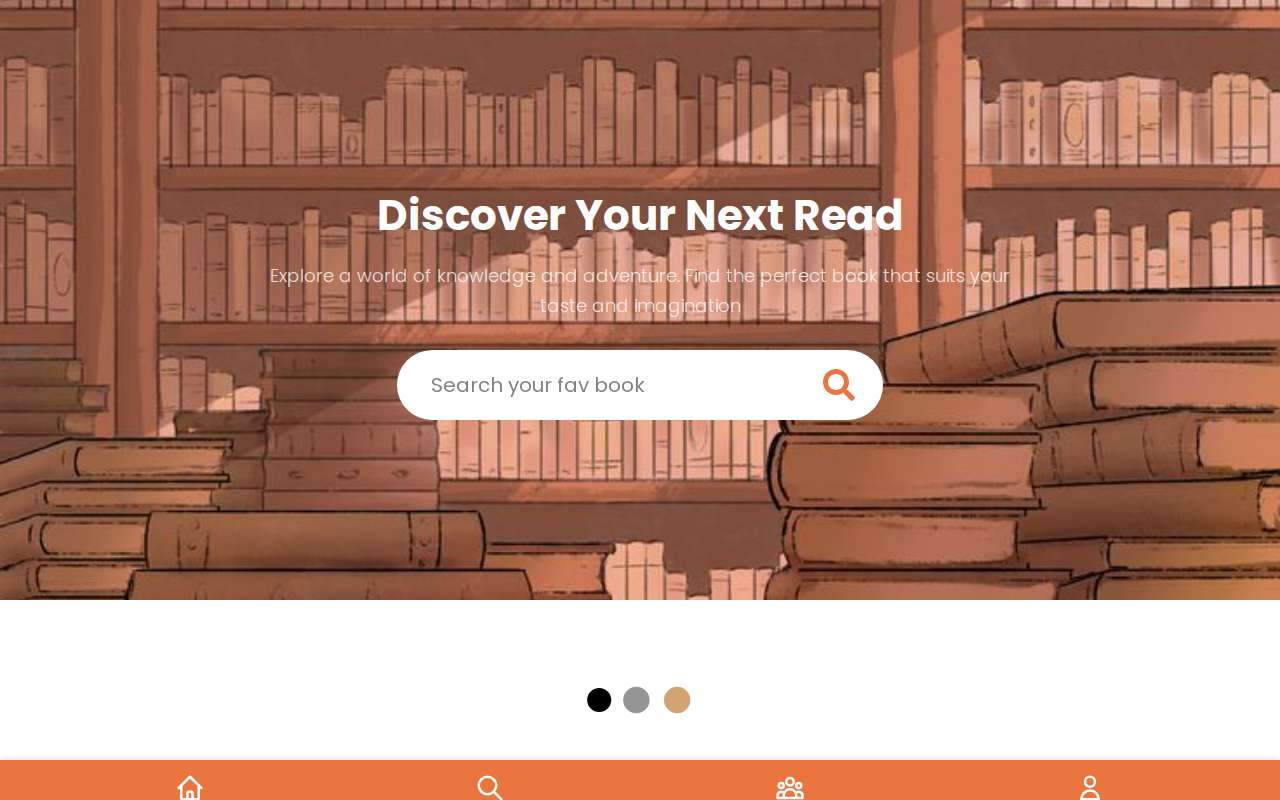 Discover Your Next Read
Explore a world of knowledge and adventure. Find the perfect book that suits your
taste and imagination
Search your fav book